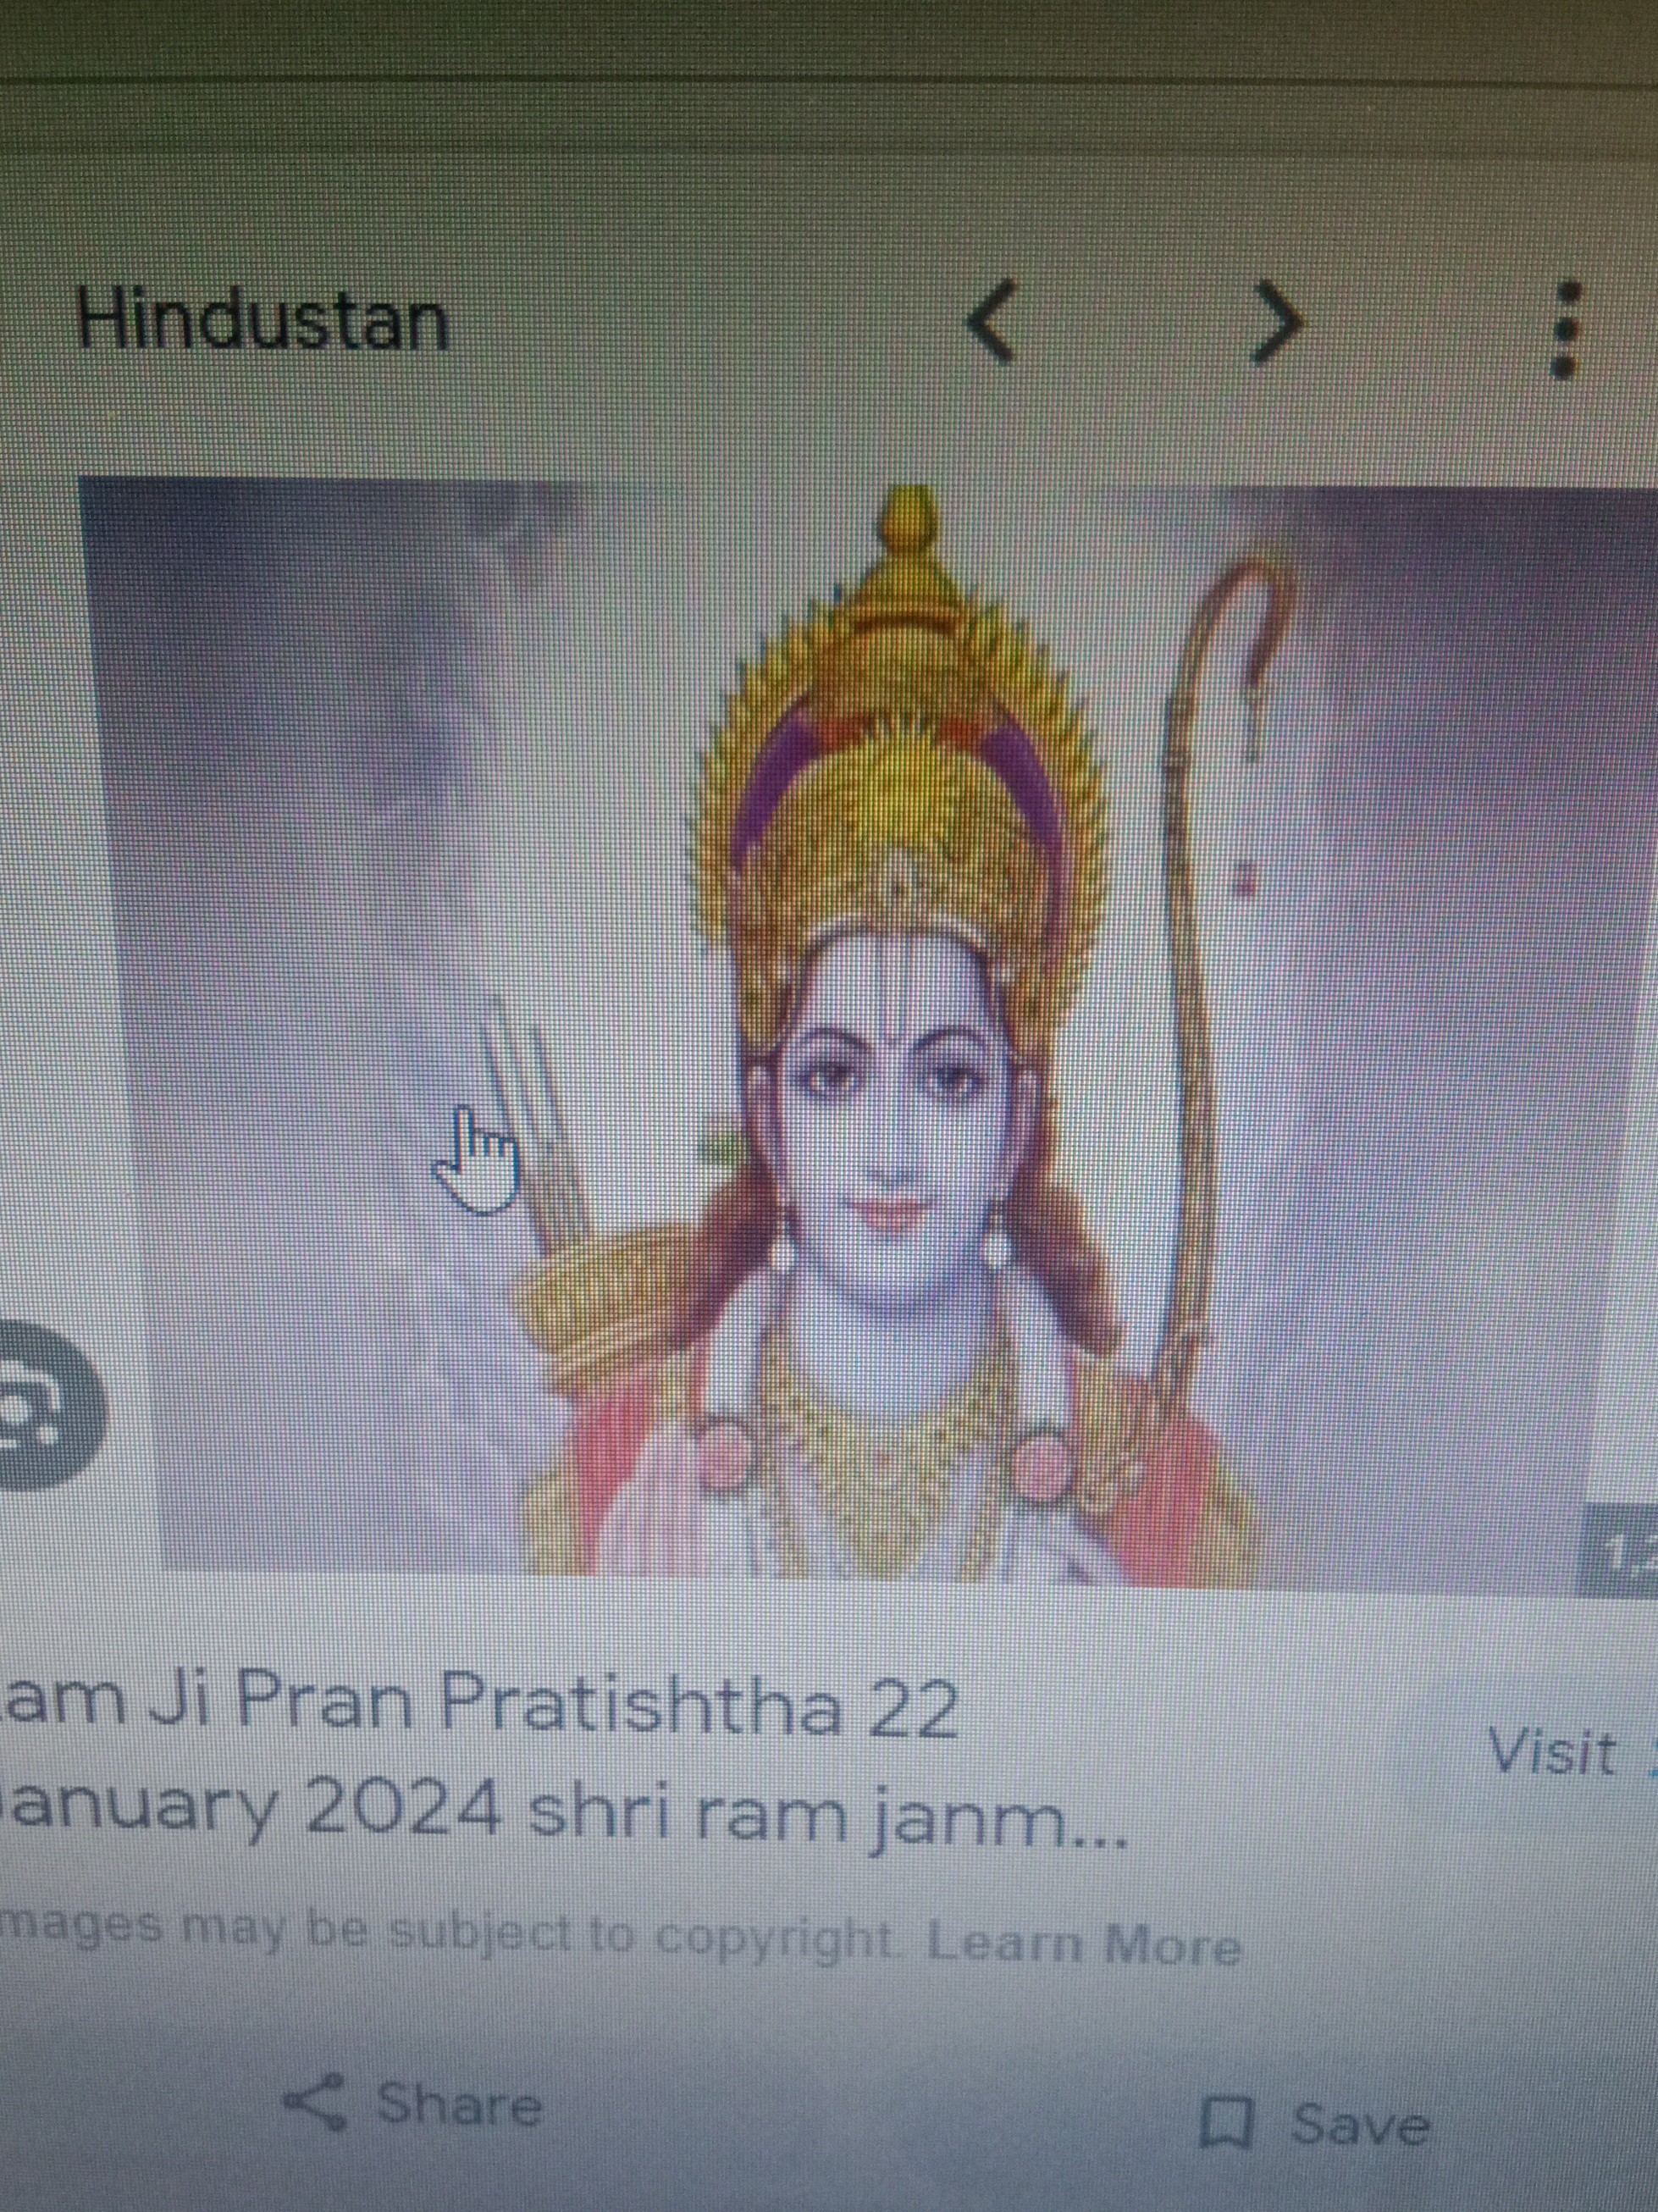 Hindustan
am Ji Pran Pratishtha 22
anuary 2024 shri ram janm...
Visit
mages may be subject to copyright. Learn More
Share
Save